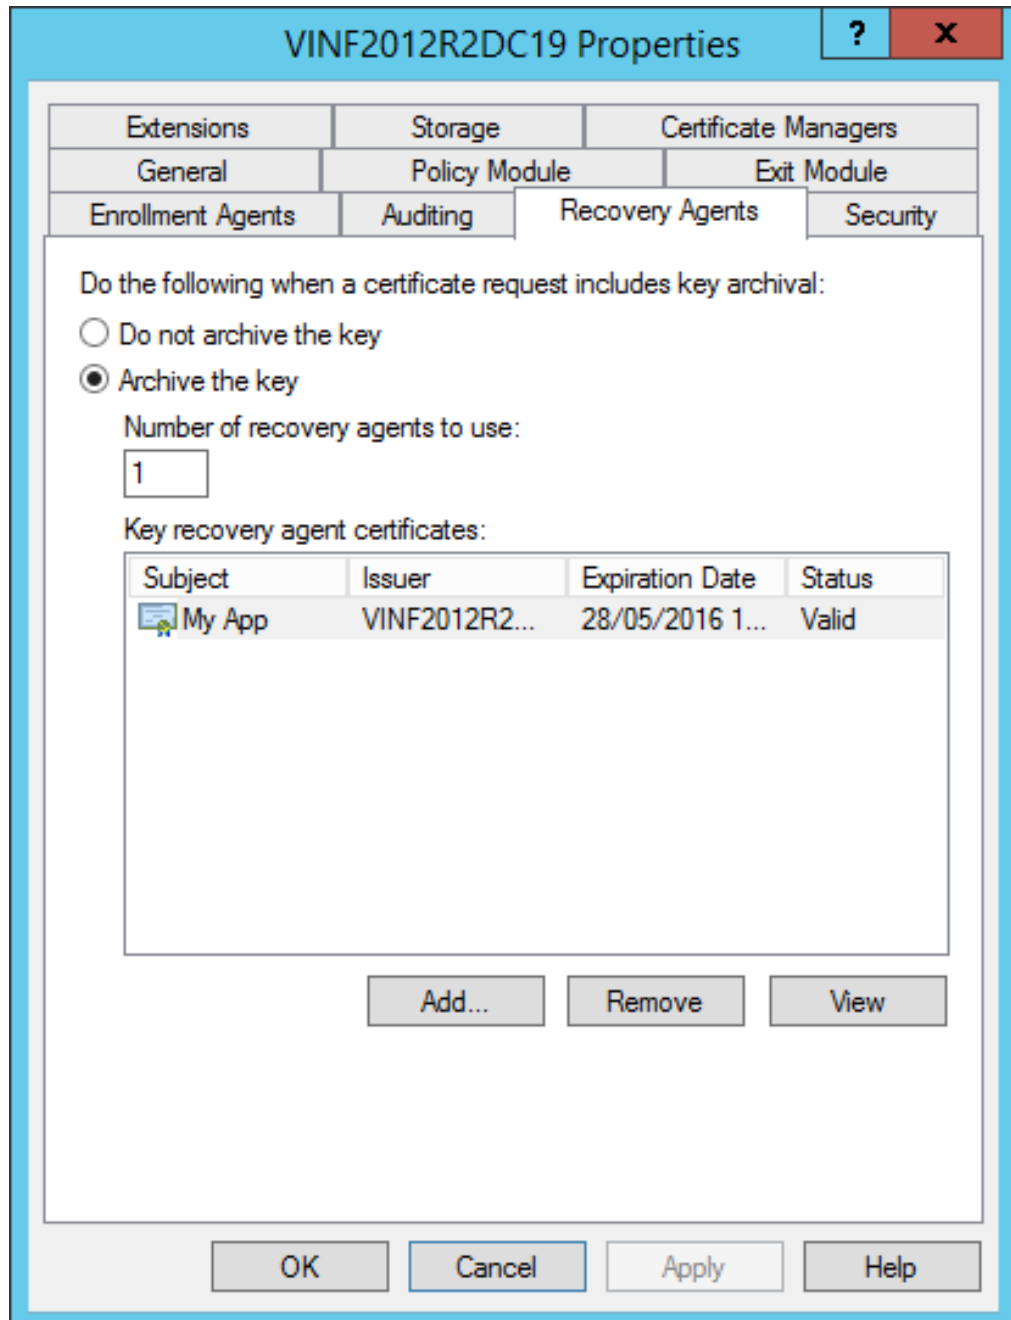 VINF2012R2DC19 Properties ? x
Extensions Storage Certificate Managers
General Policy Module Exit Module
Enrollment Agents Auditing Recovery Agents Security
Do the following when a certificate request includes key archival:
Do not archive the key
Archive the key
Number of recovery agents to use:
1
Key recovery agent certificates:
Subject Issuer Expiration Date Status
My App VINF2012R2... 28/05/2016 1... Valid
Add... Remove View
OK Cancel Apply Help